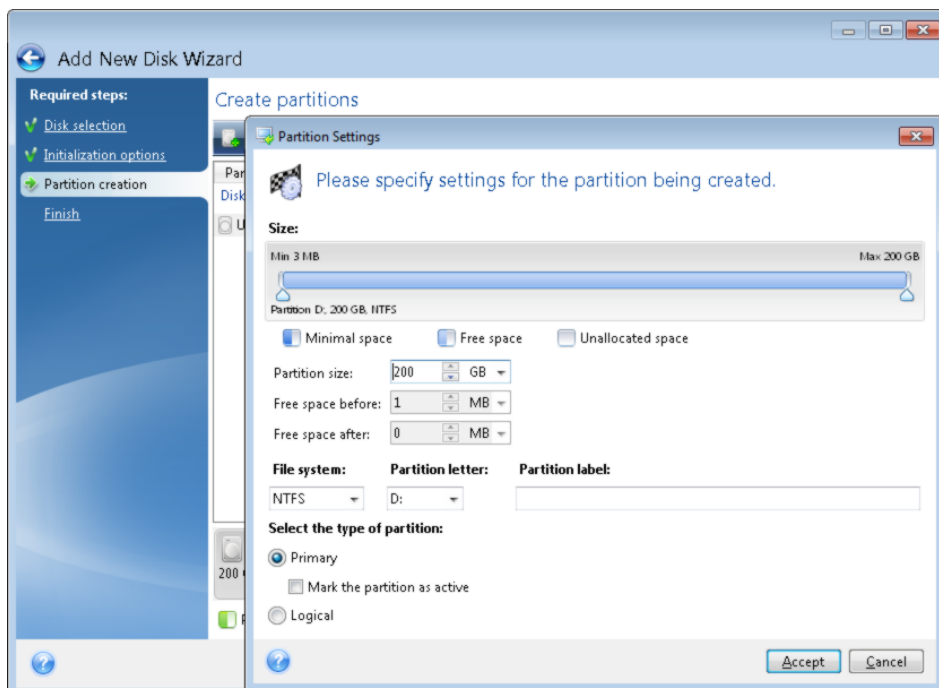 Add New Disk Wizard
Required steps:
Disk selection
Initialization options
Partition creation
Finish
Create partitions
Par
Disk
U
200
Partition Settings
Please specify settings for the partition being created.
Size:
Min 3 MB Max 200 GB
Partition D:, 200 GB, NTFS
Minimal space Free space Unallocated space
Partition size: 200 GB
Free space before: 1 MB
Free space after: 0 MB
File system: Partition letter: Partition label:
NTFS D:
Select the type of partition:
Primary
Mark the partition as active
Logical
Accept Cancel